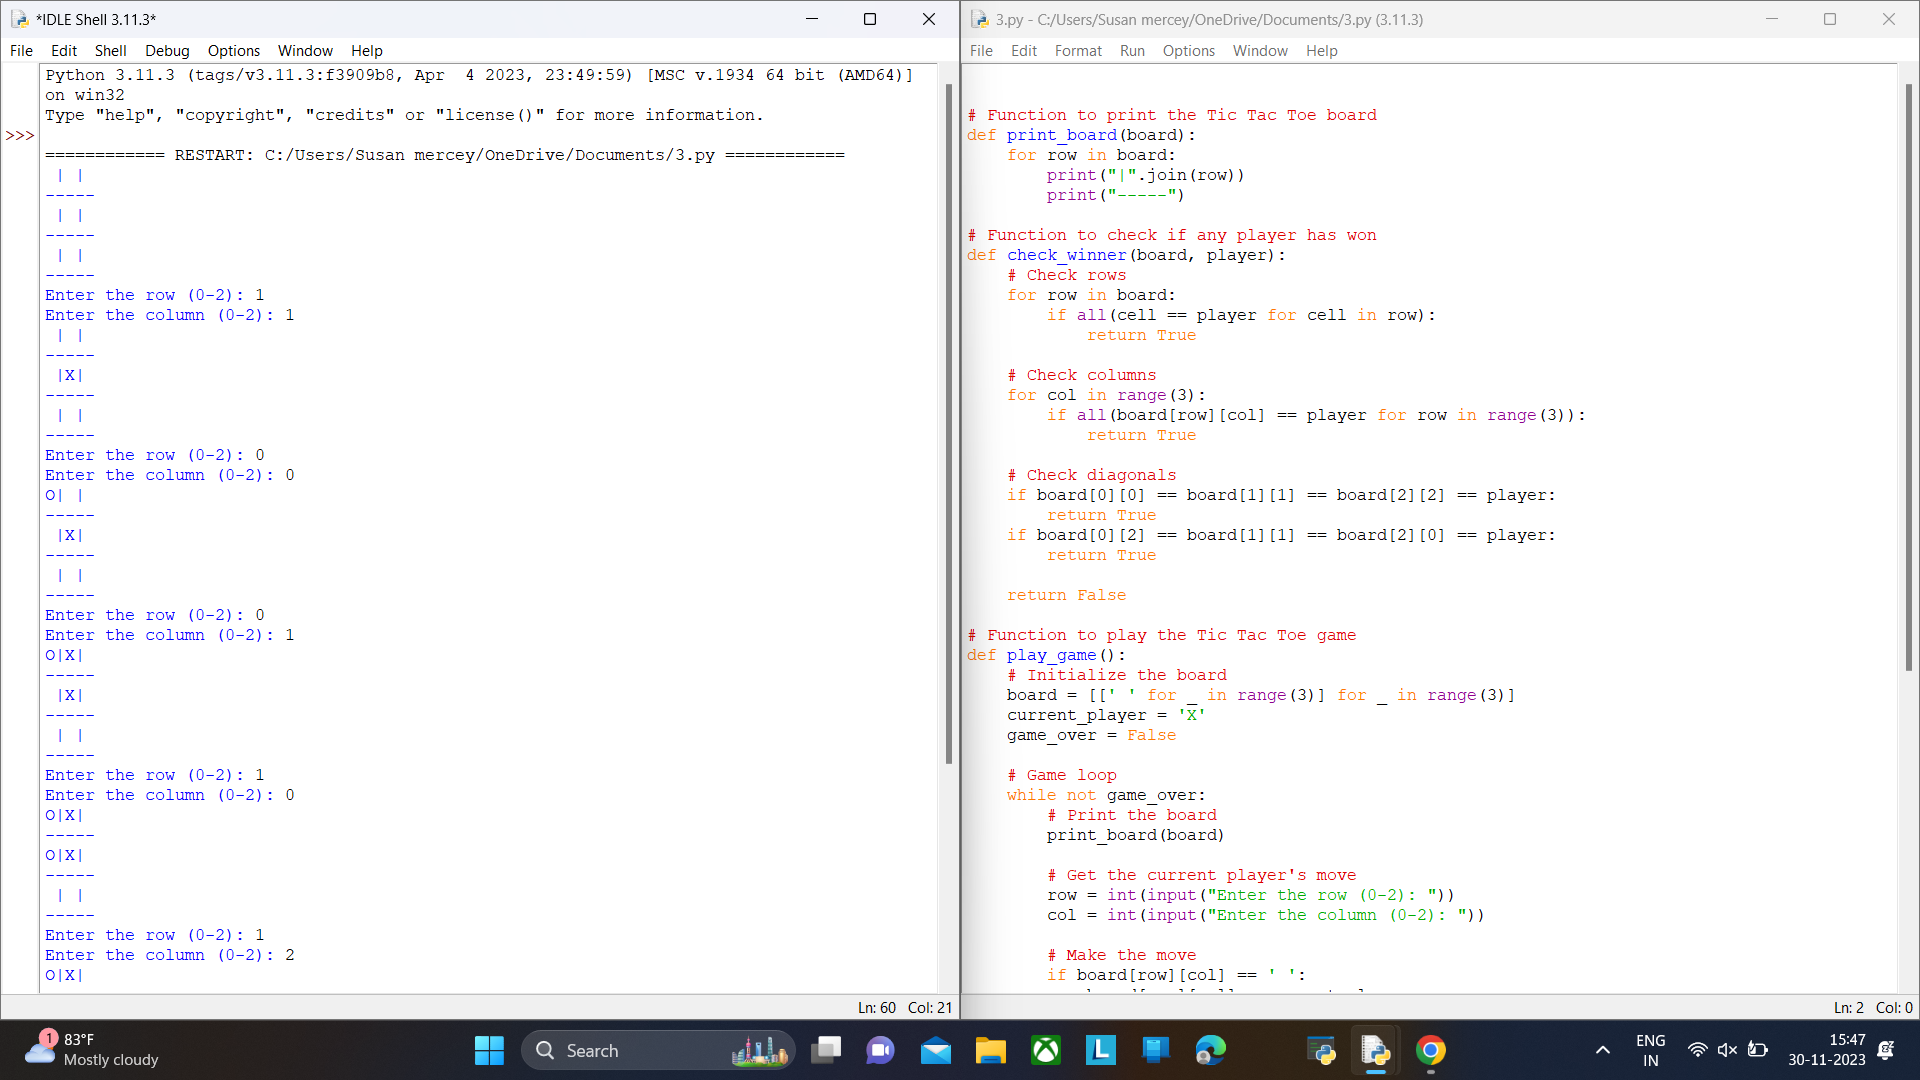 *IDLE Shell 3.11.3*
File Edit Shell Debug Options Window Help
Python 3.11.3 (tags/v3.11.3:f3909b8, Apr  4 2023, 23:49:59) [MSC v.1934 64 bit (AMD64)]
on win32
Type "help", "copyright", "credits" or "license()" for more information.
>>>
============ RESTART: C:/Users/Susan mercey/OneDrive/Documents/3.py ============
 | |
-----
 | |
-----
 | |
-----
Enter the row (0-2): 1
Enter the column (0-2): 1
 | |
-----
 |X|
-----
 | |
-----
Enter the row (0-2): 0
Enter the column (0-2): 0
O| |
-----
 |X|
-----
 | |
-----
Enter the row (0-2): 0
Enter the column (0-2): 1
O|X|
-----
 |X|
-----
 | |
-----
Enter the row (0-2): 1
Enter the column (0-2): 0
O|X|
-----
O|X|
-----
 | |
-----
Enter the row (0-2): 1
Enter the column (0-2): 2
O|X|
Ln: 60 Col: 21
3.py - C:/Users/Susan mercey/OneDrive/Documents/3.py (3.11.3)
File Edit Format Run Options Window Help
# Function to print the Tic Tac Toe board
def print_board(board):
    for row in board:
        print("|".join(row))
        print("-----")
# Function to check if any player has won
def check_winner(board, player):
    # Check rows
    for row in board:
        if all(cell == player for cell in row):
            return True
    # Check columns
    for col in range(3):
        if all(board[row][col] == player for row in range(3)):
            return True
    # Check diagonals
    if board[0][0] == board[1][1] == board[2][2] == player:
        return True
    if board[0][2] == board[1][1] == board[2][0] == player:
        return True
    return False
# Function to play the Tic Tac Toe game
def play_game():
    # Initialize the board
    board = [[' ' for _ in range(3)] for _ in range(3)]
    current_player = 'X'
    game_over = False
    # Game loop
    while not game_over:
        # Print the board
        print_board(board)
        # Get the current player's move
        row = int(input("Enter the row (0-2): "))
        col = int(input("Enter the column (0-2): "))
        # Make the move
        if board[row][col] == ' ':
Ln: 2 Col: 0
1
83°F
Mostly cloudy
Search
L
ENG
IN
15:47
30-11-2023